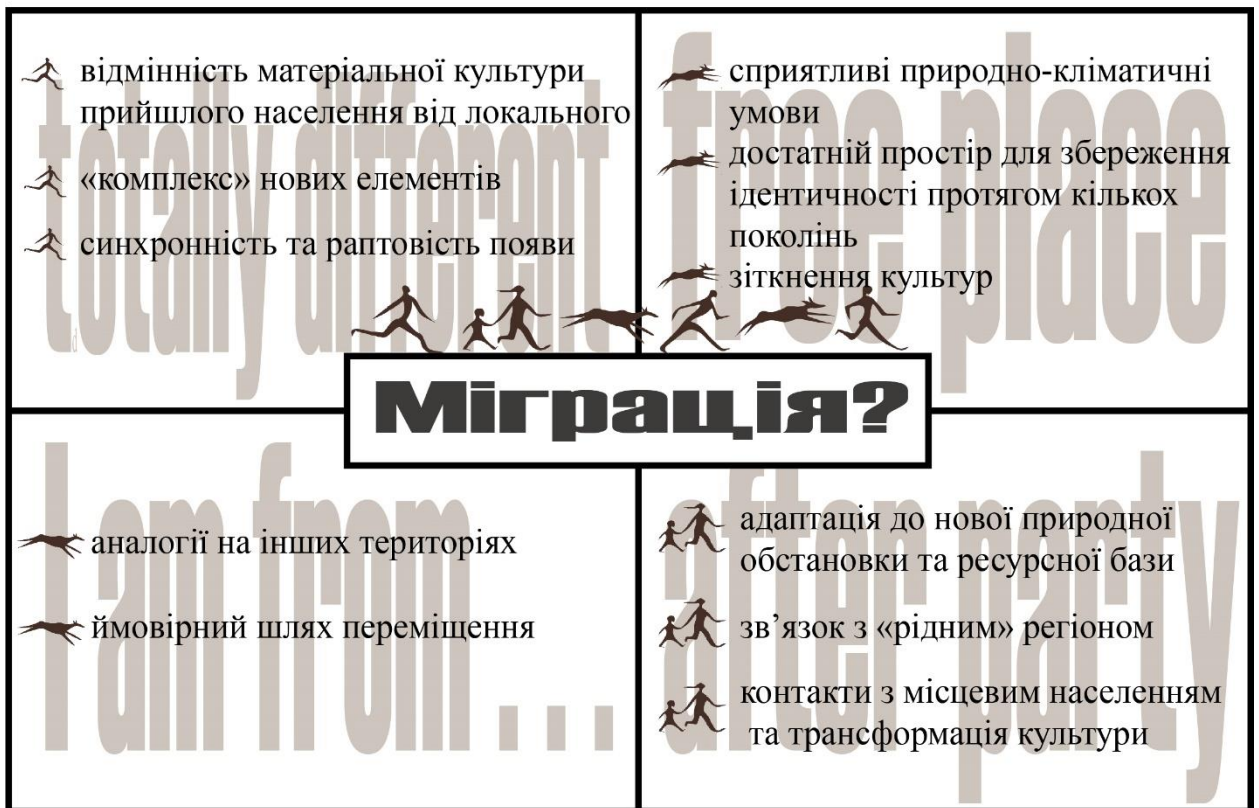 totally different
відмінність матеріальної культури
прийшлого населення від локального
«комплекс» нових елементів
синхронність та раптовість появи
free place
сприятливі природно-кліматичні
умови
достатній простір для збереження
ідентичності протягом кількох
поколінь
зіткнення культур
Міграція?
I am from . . .
аналогії на інших територіях
ймовірний шлях переміщення
after party
адаптація до нової природної
обстановки та ресурсної бази
зв’язок з «рідним» регіоном
контакти з місцевим населенням
та трансформація культури